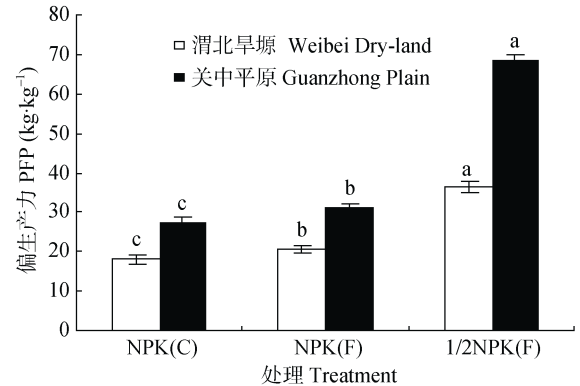 80
70
60
50
40
30
20
10
0
偏生产力 PFP (kg·kg⁻¹)
渭北旱塬 Weibei Dry-land
关中平原 Guanzhong Plain
c
c
b
b
a
a
NPK(C)
NPK(F)
1/2NPK(F)
处理 Treatment